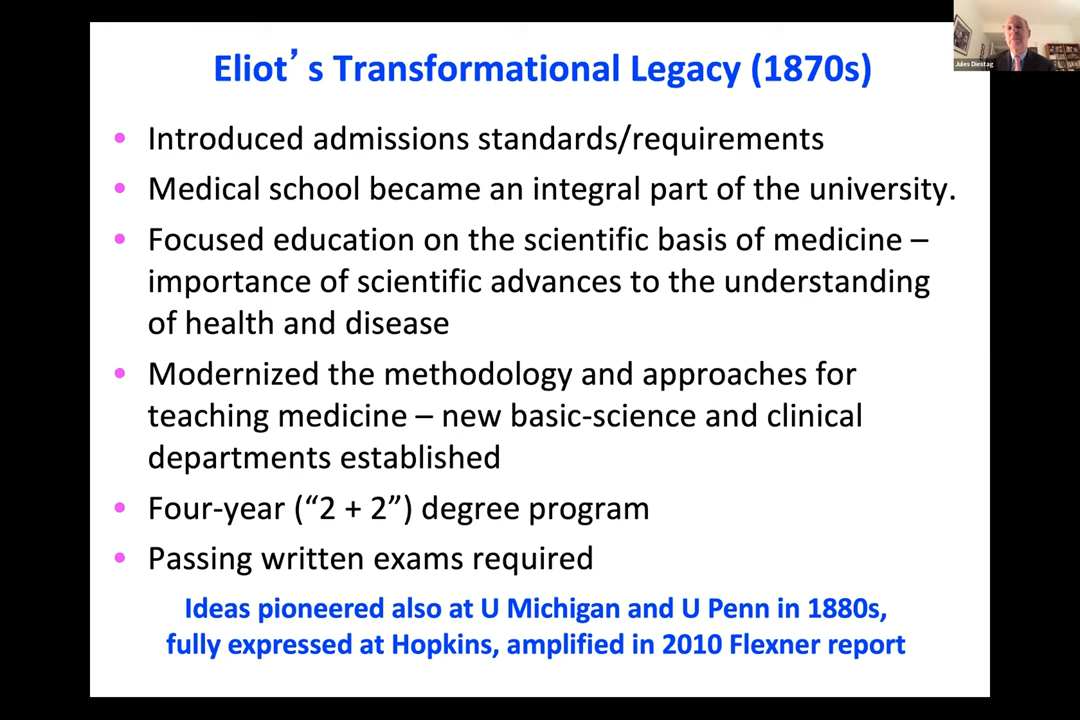 Eliot’s Transformational Legacy (1870s)
• Introduced admissions standards/requirements
• Medical school became an integral part of the university.
• Focused education on the scientific basis of medicine –
importance of scientific advances to the understanding
of health and disease
• Modernized the methodology and approaches for
teaching medicine – new basic-science and clinical
departments established
• Four-year (“2 + 2”) degree program
• Passing written exams required
Ideas pioneered also at U Michigan and U Penn in 1880s,
fully expressed at Hopkins, amplified in 2010 Flexner report
Jules Diestag